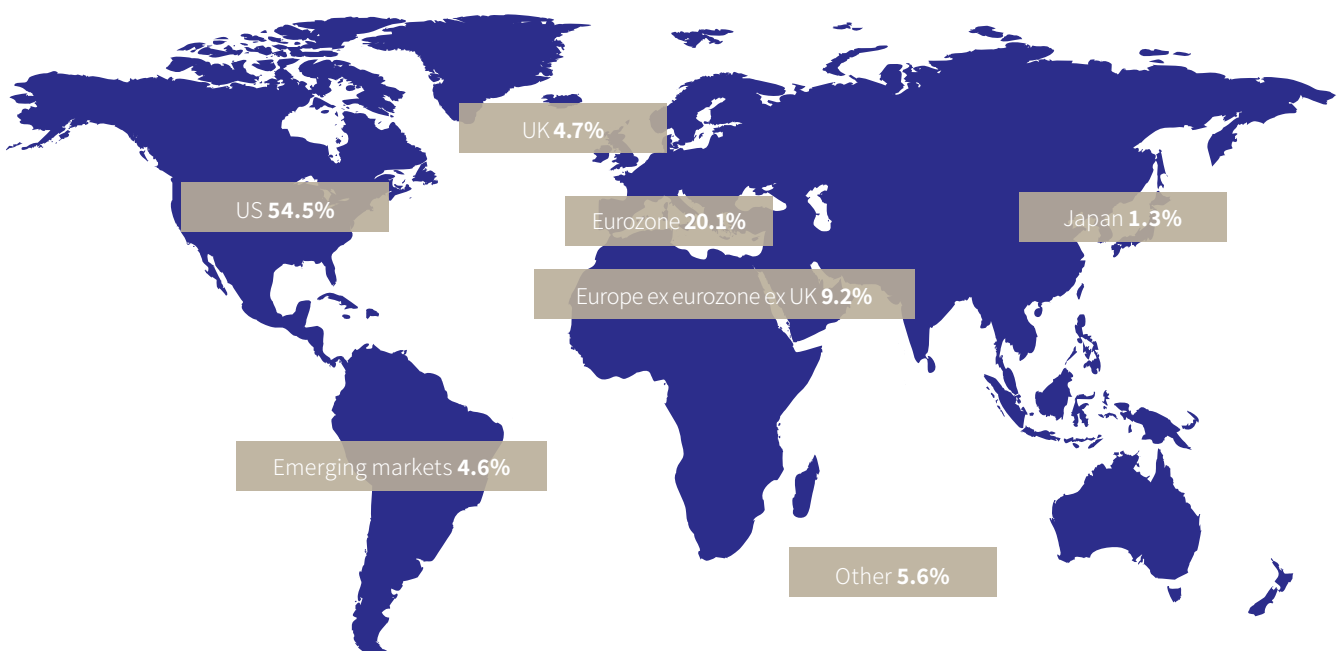 UK 4.7%
US 54.5%
Eurozone 20.1%
Japan 1.3%
Europe ex eurozone ex UK 9.2%
Emerging markets 4.6%
Other 5.6%